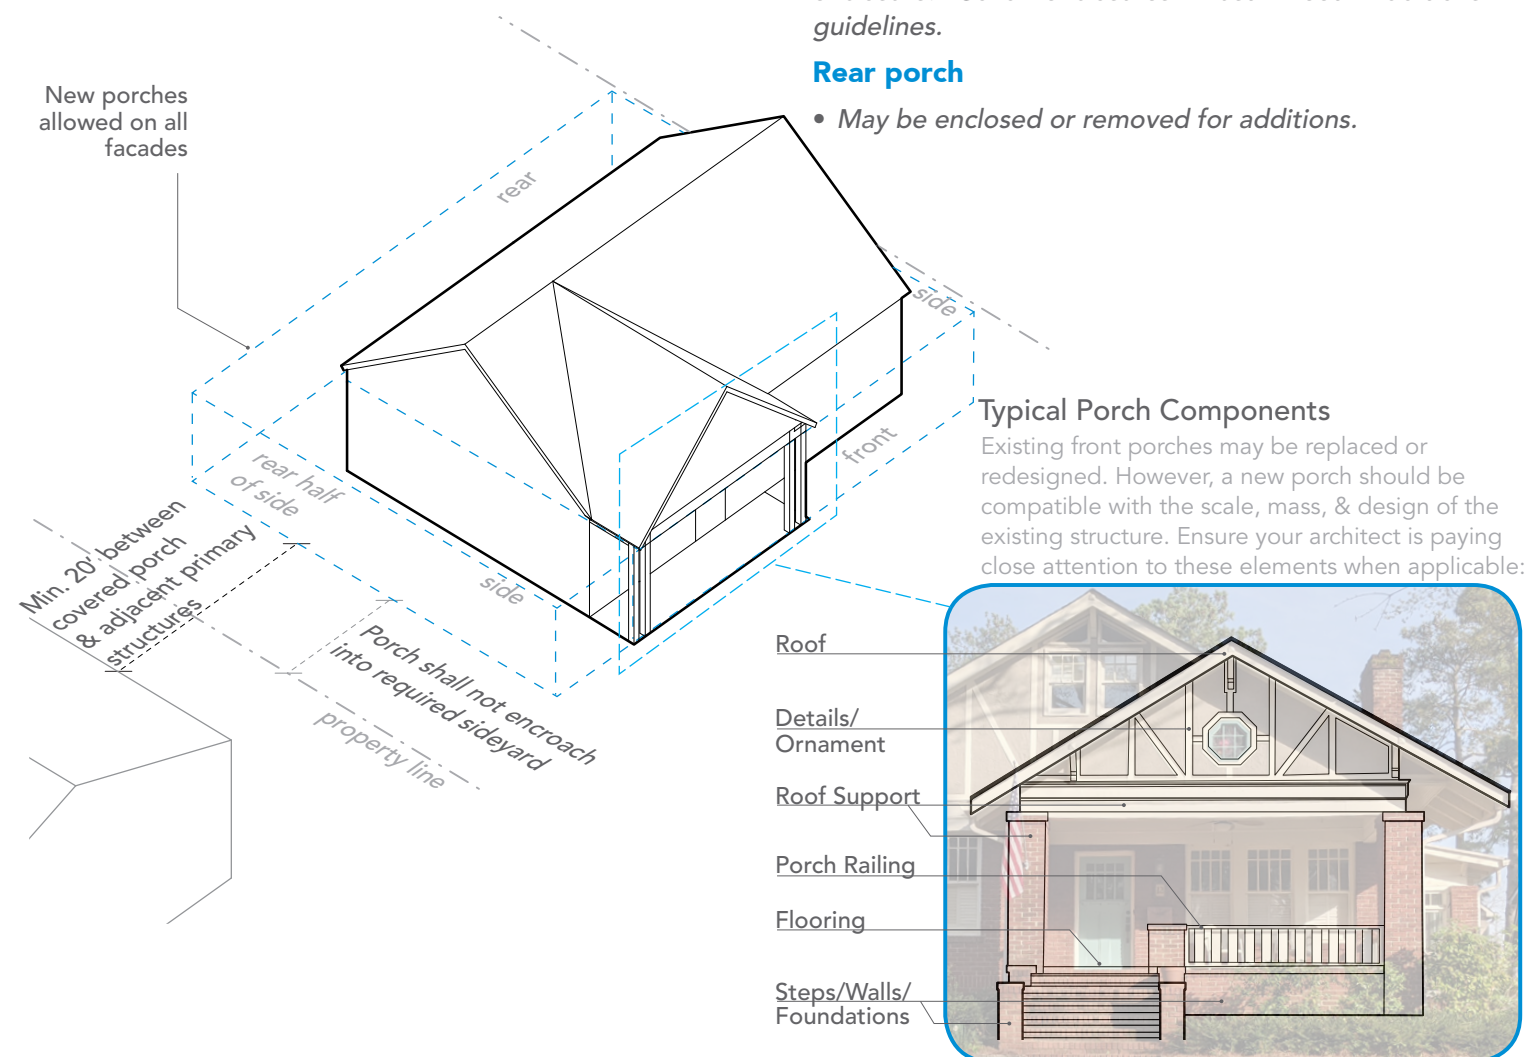 guidelines.
Rear porch
• May be enclosed or removed for additions.
New porches
allowed on all
facades
rear
side
front
rear half
of side
side
Min. 20' between
covered porch
& adjacent primary
structures
Porch shall not encroach
into required sideyard
property line
Typical Porch Components
Existing front porches may be replaced or
redesigned. However, a new porch should be
compatible with the scale, mass, & design of the
existing structure. Ensure your architect is paying
close attention to these elements when applicable:
Roof
Details/
Ornament
Roof Support
Porch Railing
Flooring
Steps/Walls/
Foundations